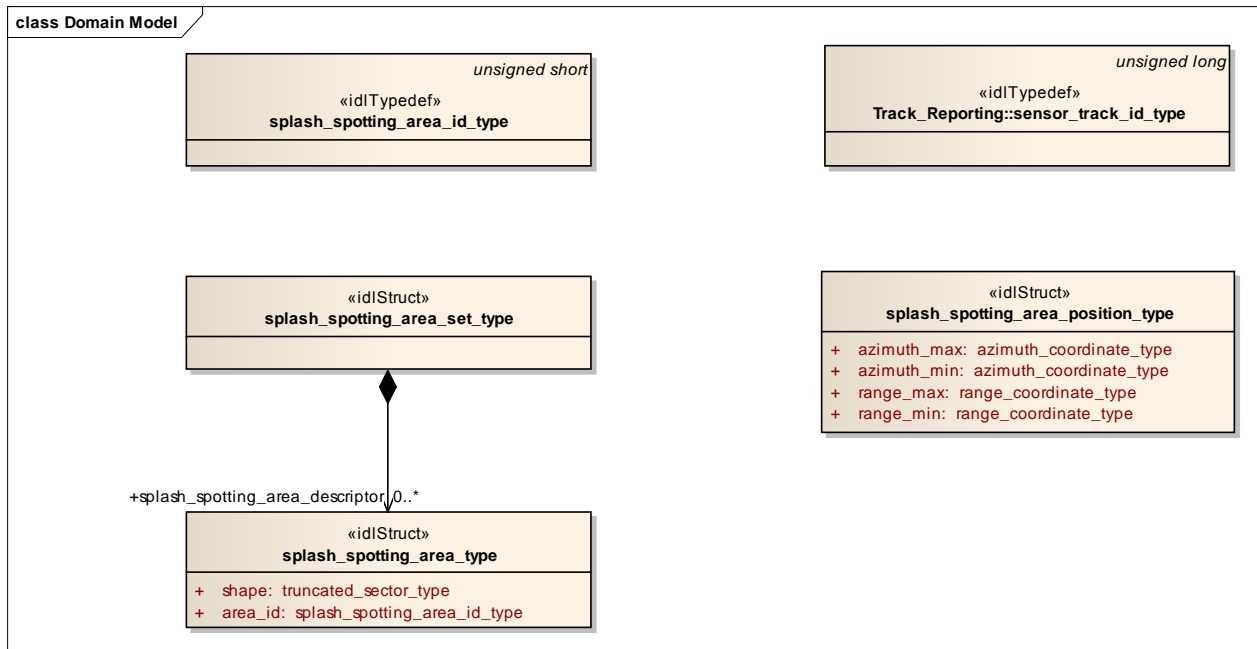 class Domain Model
unsigned short
«idlTypedef»
splash_spotting_area_id_type
unsigned long
«idlTypedef»
Track_Reporting::sensor_track_id_type
«idlStruct»
splash_spotting_area_set_type
«idlStruct»
splash_spotting_area_position_type
+ azimuth_max: azimuth_coordinate_type
+ azimuth_min: azimuth_coordinate_type
+ range_max: range_coordinate_type
+ range_min: range_coordinate_type
+splash_spotting_area_descriptor 0..*
«idlStruct»
splash_spotting_area_type
+ shape: truncated_sector_type
+ area_id: splash_spotting_area_id_type